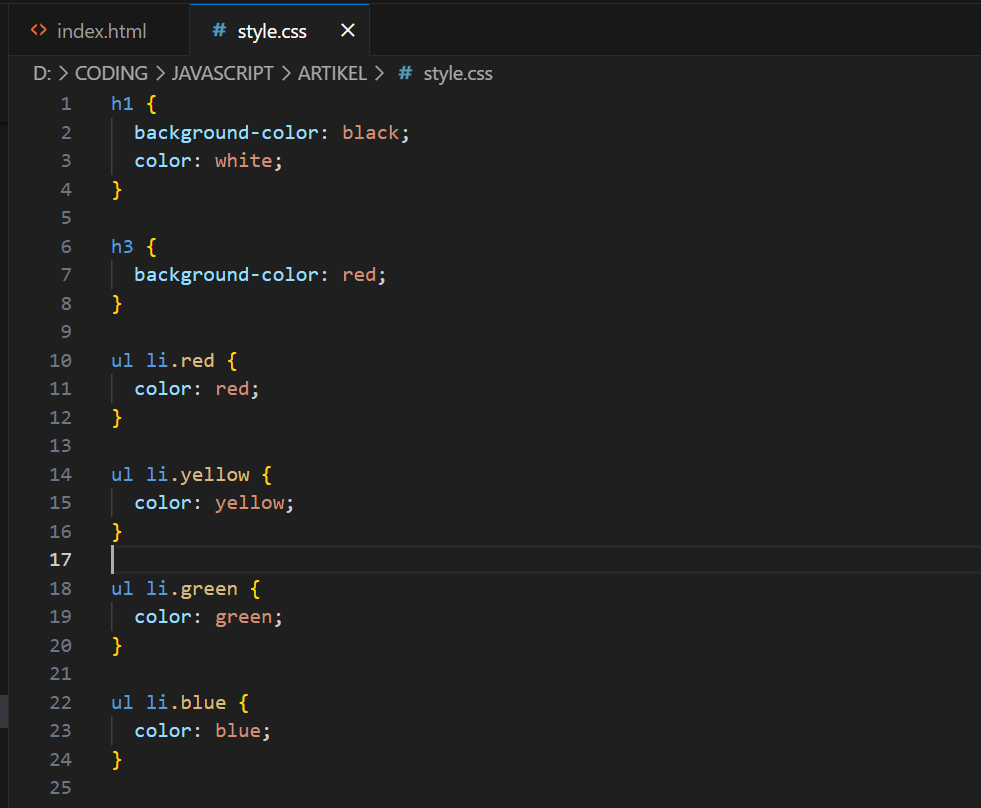 index.html # style.css ×
D: > CODING > JAVASCRIPT > ARTIKEL > # style.css
1 h1 {
2   background-color: black;
3   color: white;
4 }
5
6 h3 {
7   background-color: red;
8 }
9
10 ul li.red {
11   color: red;
12 }
13
14 ul li.yellow {
15   color: yellow;
16 }
17
18 ul li.green {
19   color: green;
20 }
21
22 ul li.blue {
23   color: blue;
24 }
25